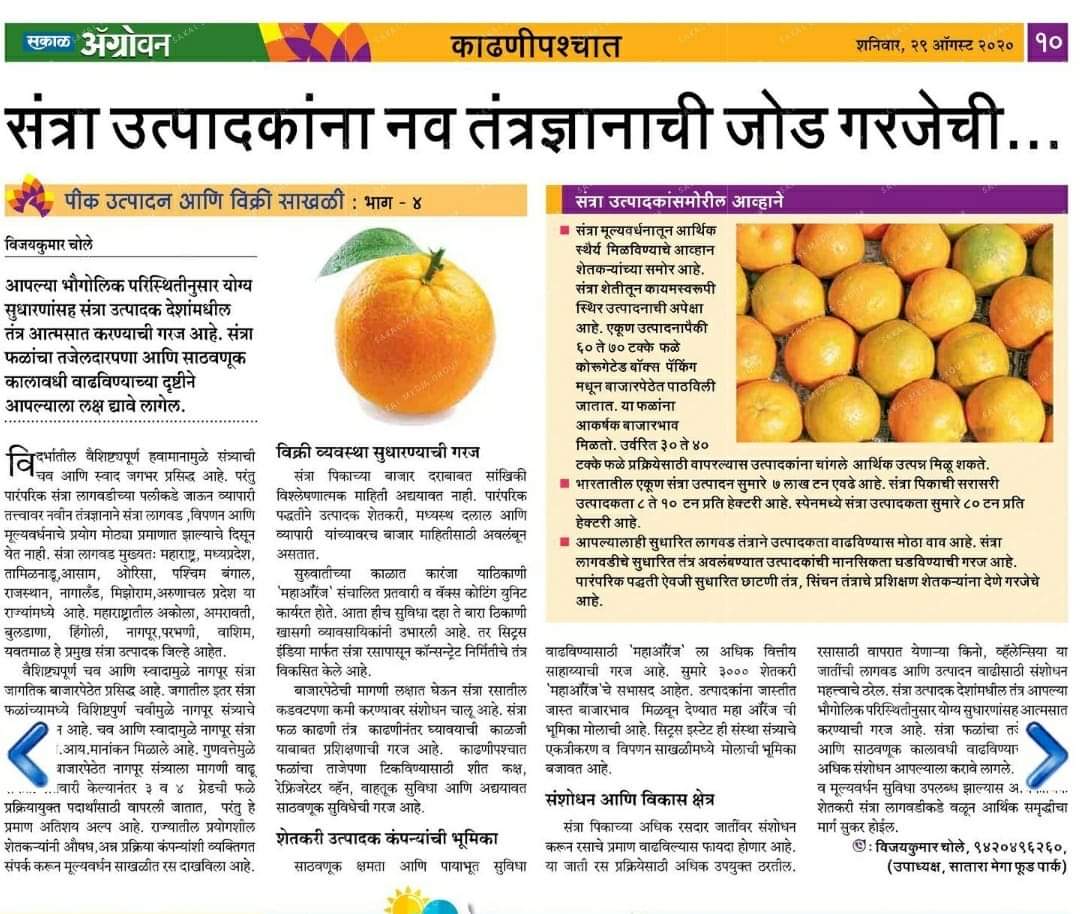 सकाळ ॲग्रोवन
काढणीपश्चात
शनिवार, २९ ऑगस्ट २०२० १०
संत्रा उत्पादकांना नव तंत्रज्ञानाची जोड गरजेची...
पीक उत्पादन आणि विक्री साखळी : भाग - ४
विजयकुमार चोले
आपल्या भौगोलिक परिस्थितीनुसार योग्य
सुधारणांसह संत्रा उत्पादक देशांमधील
तंत्र आत्मसात करण्याची गरज आहे. संत्रा
फळांचा तजेलदारपणा आणि साठवणूक
कालावधी वाढविण्याच्या दृष्टीने
आपल्याला लक्ष द्यावे लागेल.
विदर्भातील वैशिष्ट्यपूर्ण हवामानामुळे संत्र्याची
चव आणि स्वाद जगभर प्रसिद्ध आहे. परंतु
पारंपरिक संत्रा लागवडीच्या पलीकडे जाऊन व्यापारी
तत्त्वावर नवीन तंत्रज्ञानाने संत्रा लागवड ,विपणन आणि
मूल्यवर्धनाचे प्रयोग मोठ्या प्रमाणात झाल्याचे दिसून
येत नाही. संत्रा लागवड मुख्यतः महाराष्ट्र, मध्यप्रदेश,
तामिळनाडू,आसाम, ओरिसा, पश्चिम बंगाल,
राजस्थान, नागालँड, मिझोराम,अरुणाचल प्रदेश या
राज्यांमध्ये आहे. महाराष्ट्रातील अकोला, अमरावती,
बुलडाणा, हिंगोली, नागपूर,परभणी, वाशिम,
यवतमाळ हे प्रमुख संत्रा उत्पादक जिल्हे आहेत.
वैशिष्ट्यपूर्ण चव आणि स्वादामुळे नागपूर संत्रा
जागतिक बाजारपेठेत प्रसिद्ध आहे. जगातील इतर संत्रा
फळांच्यामध्ये विशिष्टपुर्ण चवीमुळे नागपूर संत्र्याचे
न आहे. चव आणि स्वादामुळे नागपूर संत्रा
.आय.मानांकन मिळाले आहे. गुणवत्तेमुळे
बाजारपेठेत नागपूर संत्र्याला मागणी वाढू
वारी केल्यानंतर ३ व ४ ग्रेडची फळे
प्रक्रियायुक्त पदार्थांसाठी वापरली जातात, परंतु हे
प्रमाण अतिशय अल्प आहे. राज्यातील प्रयोगशील
शेतकऱ्यांनी औषध,अन्न प्रक्रिया कंपन्यांशी व्यक्तिगत
संपर्क करून मूल्यवर्धन साखळीत रस दाखविला आहे.
विक्री व्यवस्था सुधारण्याची गरज
संत्रा पिकाच्या बाजार दराबाबत सांखिकी
विश्लेषणात्मक माहिती अद्ययावत नाही. पारंपरिक
पद्धतीने उत्पादक शेतकरी, मध्यस्थ दलाल आणि
व्यापारी यांच्यावरच बाजार माहितीसाठी अवलंबून
असतात.
सुरुवातीच्या काळात कारंजा याठिकाणी
'महाऑरेंज' संचालित प्रतवारी व वॅक्स कोटिंग युनिट
कार्यरत होते. आता हीच सुविधा दहा ते बारा ठिकाणी
खासगी व्यावसायिकांनी उभारली आहे. तर सिट्रस
इंडिया मार्फत संत्रा रसापासून कॉन्सन्ट्रेट निर्मितीचे तंत्र
विकसित केले आहे.
बाजारपेठेची मागणी लक्षात घेऊन संत्रा रसातील
कडवटपणा कमी करण्यावर संशोधन चालू आहे. संत्रा
फळ काढणी तंत्र काढणीनंतर घ्यावयाची काळजी
याबाबत प्रशिक्षणाची गरज आहे. काढणीपश्चात
फळांचा ताजेपणा टिकविण्यासाठी शीत कक्ष,
रेफ्रिजरेटर व्हॅन, वाहतूक सुविधा आणि अद्ययावत
साठवणूक सुविधेची गरज आहे.
शेतकरी उत्पादक कंपन्यांची भूमिका
साठवणूक क्षमता आणि पायाभूत सुविधा
संत्रा उत्पादकांसमोरील आव्हाने
संत्रा मूल्यवर्धनातून आर्थिक
स्थैर्य मिळविण्याचे आव्हान
शेतकऱ्यांच्या समोर आहे.
संत्रा शेतीतून कायमस्वरूपी
स्थिर उत्पादनाची अपेक्षा
आहे. एकूण उत्पादनापैकी
६० ते ७० टक्के फळे
कोरूगेटेड बॉक्स पॅकिंग
मधून बाजारपेठेत पाठविली
जातात. या फळांना
आकर्षक बाजारभाव
मिळतो. उर्वरित ३० ते ४०
टक्के फळे प्रक्रियेसाठी वापरल्यास उत्पादकांना चांगले आर्थिक उत्पन्न मिळू शकते.
भारतातील एकूण संत्रा उत्पादन सुमारे ७ लाख टन एवढे आहे. संत्रा पिकाची सरासरी
उत्पादकता ८ ते १० टन प्रति हेक्टरी आहे. स्पेनमध्ये संत्रा उत्पादकता सुमारे ८० टन प्रति
हेक्टरी आहे.
आपल्यालाही सुधारित लागवड तंत्राने उत्पादकता वाढविण्यास मोठा वाव आहे. संत्रा
लागवडीचे सुधारित तंत्र अवलंबण्यात उत्पादकांची मानसिकता घडविण्याची गरज आहे.
पारंपरिक पद्धती ऐवजी सुधारित छाटणी तंत्र, सिंचन तंत्राचे प्रशिक्षण शेतकऱ्यांना देणे गरजेचे
आहे.
वाढविण्यासाठी 'महाऑरेंज' ला अधिक वित्तीय
साहाय्याची गरज आहे. सुमारे ३००० शेतकरी
'महाऑरेंज'चे सभासद आहेत. उत्पादकांना जास्तीत
जास्त बाजारभाव मिळवून देण्यात महा ऑरेंज ची
भूमिका मोलाची आहे. सिट्रस इस्टेट ही संस्था संत्र्याचे
एकत्रीकरण व विपणन साखळीमध्ये मोलाची भूमिका
बजावत आहे.
संशोधन आणि विकास क्षेत्र
संत्रा पिकाच्या अधिक रसदार जातींवर संशोधन
करून रसाचे प्रमाण वाढविल्यास फायदा होणार आहे.
या जाती रस प्रक्रियेसाठी अधिक उपयुक्त ठरतील.
रसासाठी वापरात येणाऱ्या किनो, व्हॅलेन्सिया या
जातींची लागवड आणि उत्पादन वाढीसाठी संशोधन
महत्त्वाचे ठरेल. संत्रा उत्पादक देशांमधील तंत्र आपल्या
भौगोलिक परिस्थितीनुसार योग्य सुधारणांसह आत्मसात
करण्याची गरज आहे. संत्रा फळांचा तजे
आणि साठवणूक कालावधी वाढविण्या
अधिक संशोधन आपल्याला करावे लागले.
व मूल्यवर्धन सुविधा उपलब्ध झाल्यास
शेतकरी संत्रा लागवडीकडे वळून आर्थिक समृद्धीचा
मार्ग सुकर होईल.
: विजयकुमार चोले, ९४२०४९६२६०,
(उपाध्यक्ष, सातारा मेगा फूड पार्क)